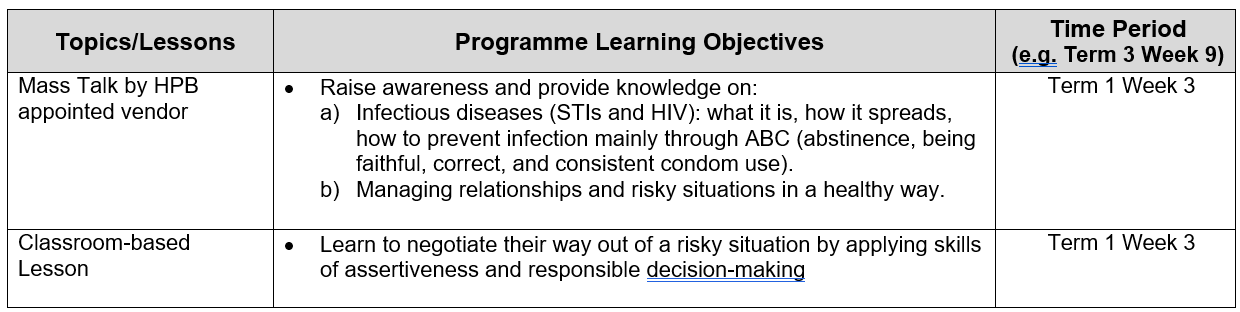 Topics/Lessons
Programme Learning Objectives
Time Period
(e.g. Term 3 Week 9)
Mass Talk by HPB
appointed vendor
● Raise awareness and provide knowledge on:
a) Infectious diseases (STIs and HIV): what it is, how it spreads,
how to prevent infection mainly through ABC (abstinence, being
faithful, correct, and consistent condom use).
b) Managing relationships and risky situations in a healthy way.
Term 1 Week 3
Classroom-based
Lesson
● Learn to negotiate their way out of a risky situation by applying skills
of assertiveness and responsible decision-making
Term 1 Week 3